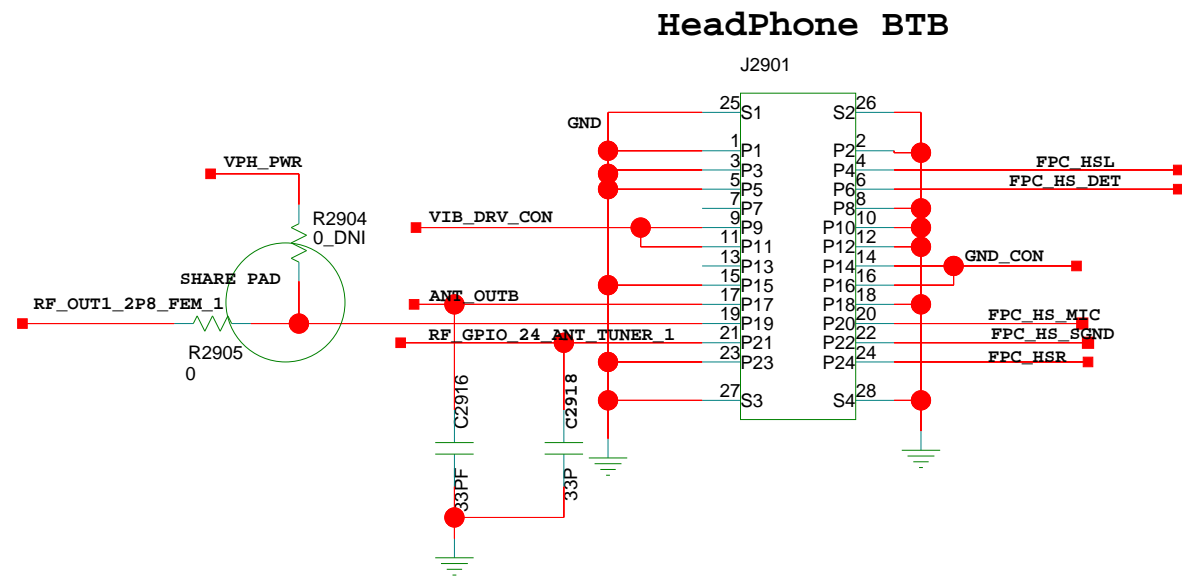 HeadPhone BTB
J2901
25 S1 S2 26
GND
1 P1 P2 2
3 P3 P4 4 FPC_HSL
5 P5 P6 6 FPC_HS_DET
7 P7 P8 8
VIB_DRV_CON 9 P9 P10 10
11 P11 P12 12
13 P13 P14 14 GND_CON
15 P15 P16 16
ANT_OUTB 17 P17 P18 18
19 P19 P20 20 FPC_HS_MIC
RF_GPIO_24_ANT_TUNER_1 21 P21 P22 22 FPC_HS_SGND
23 P23 P24 24 FPC_HSR
27 S3 S4 28
VPH_PWR
R2904
0_DNI
SHARE PAD
RF_OUT1_2P8_FEM_1
R2905
0
C2916
33PF
C2918
33P